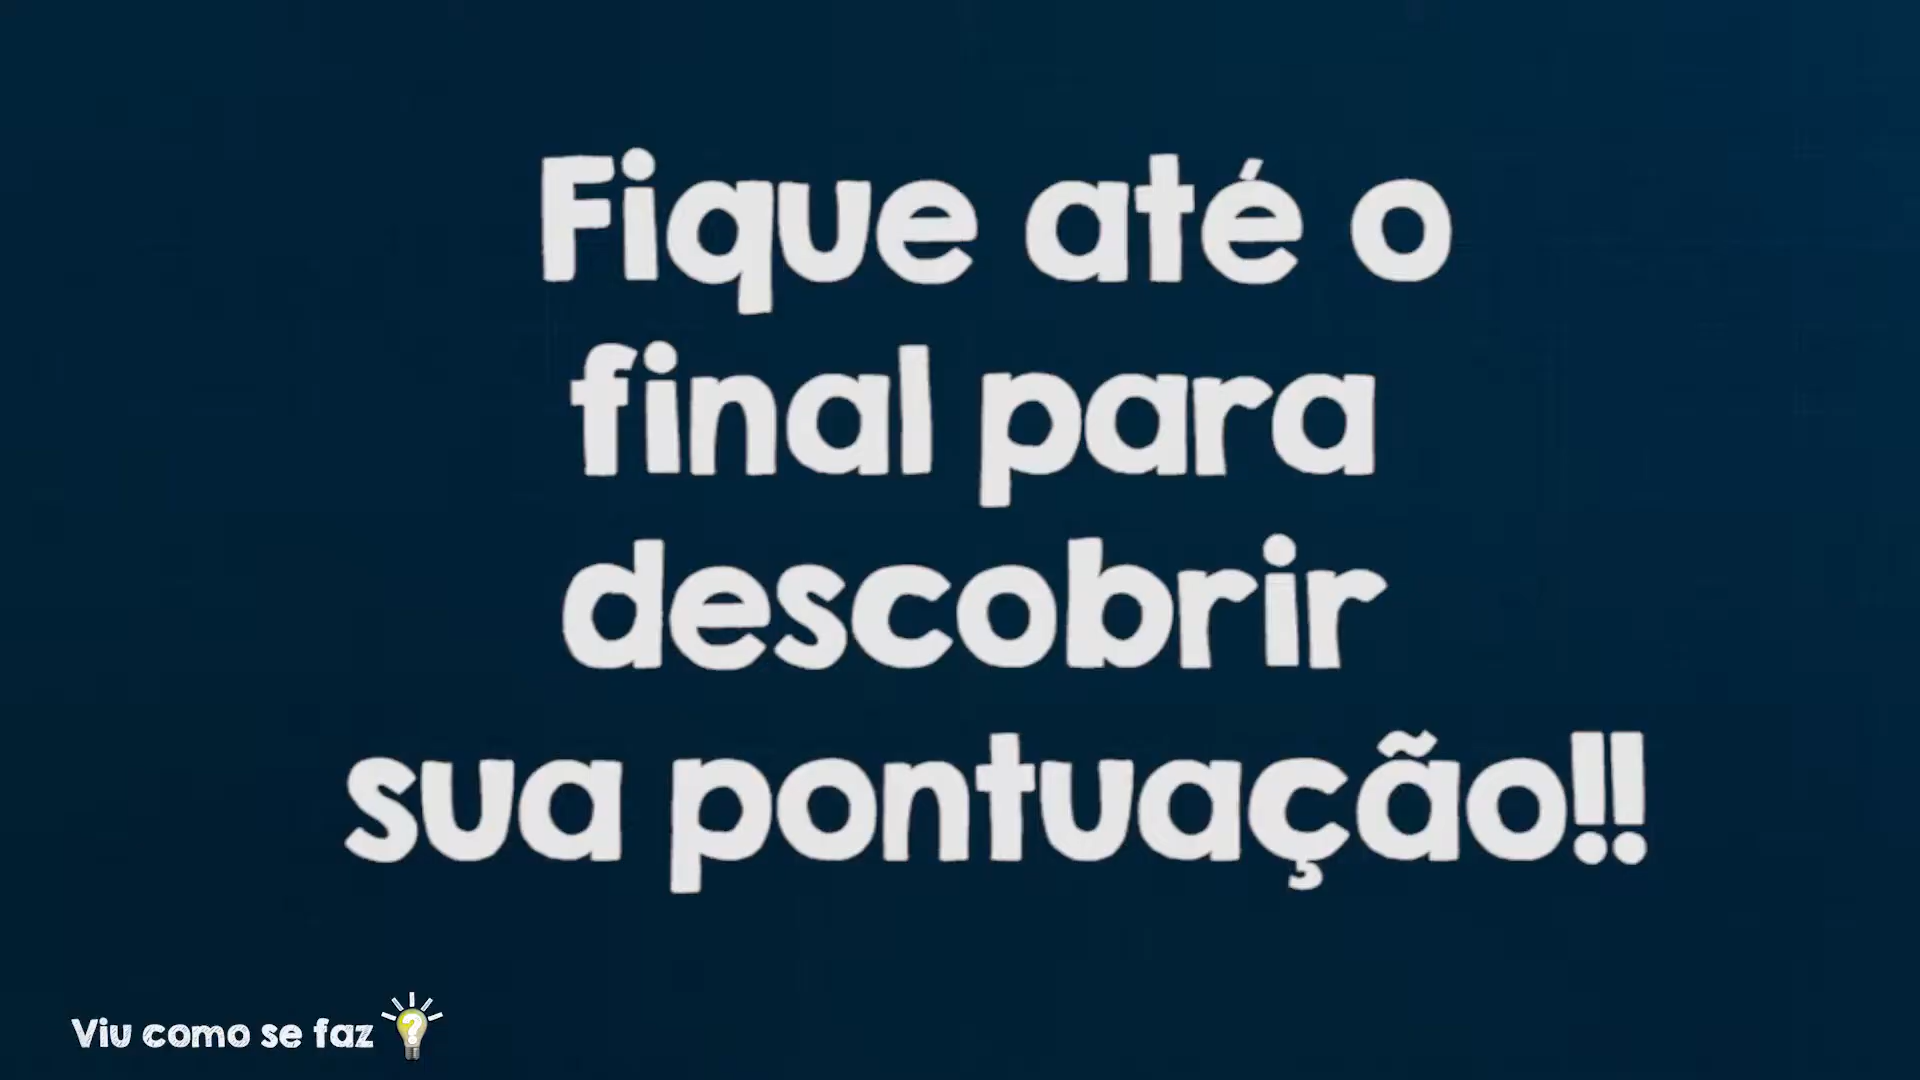 Fique até o
final para
descobrir
sua pontuação!!
Viu como se faz